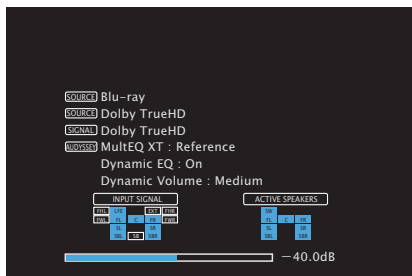 SOURCE Blu-ray
SOURCE Dolby TrueHD
SIGNAL Dolby TrueHD
AUDYSSEY MultEQ XT : Reference
Dynamic EQ : On
Dynamic Volume : Medium
INPUT SIGNAL ACTIVE SPEAKERS
FHL LFE EXT FHR SW
FWL FL C FR FWR FL C FR
SL SR SL SR
SBL SB SBR SBL SBR
-40.0dB